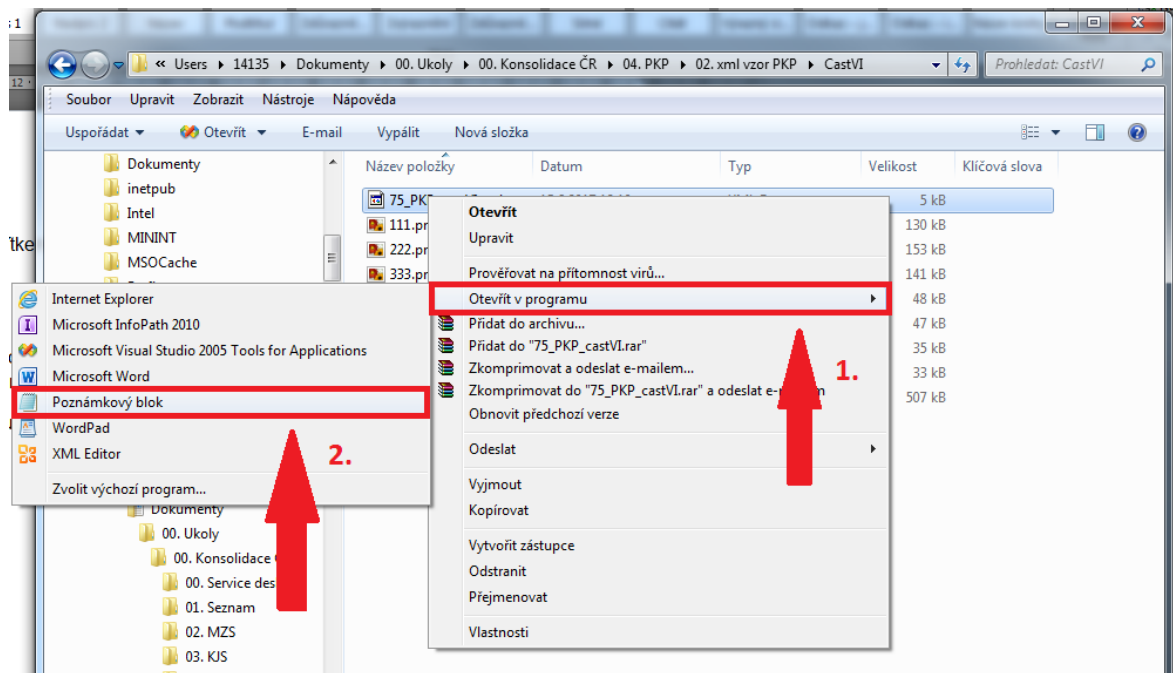 : 1
12
« Users ▸ 14135 ▸ Dokumenty ▸ 00. Ukoly ▸ 00. Konsolidace ČR ▸ 04. PKP ▸ 02. xml vzor PKP ▸ CastVI
Prohledat: CastVI
Soubor Upravit Zobrazit Nástroje Nápověda
Uspořádat Otevřít E-mail Vypálit Nová složka
Dokumenty
inetpub
Intel
MININT
MSOCache
Název položky Datum Typ Velikost Klíčová slova
75_PK 5 kB
111.pr 130 kB
222.pr 153 kB
333.pr 141 kB
48 kB
47 kB
35 kB
33 kB
507 kB
Otevřít
Upravit
Prověřovat na přítomnost virů...
Otevřít v programu
Přidat do archivu...
Přidat do "75_PKP_castVI.rar"
Zkomprimovat a odeslat e-mailem...
Zkomprimovat do "75_PKP_castVI.rar" a odeslat e-m
Obnovit předchozí verze
Odeslat
Vyjmout
Kopírovat
Vytvořit zástupce
Odstranit
Přejmenovat
Vlastnosti
1.
Internet Explorer
Microsoft InfoPath 2010
Microsoft Visual Studio 2005 Tools for Applications
Microsoft Word
Poznámkový blok
WordPad
XML Editor
Zvolit výchozí program...
2.
Dokumenty
00. Ukoly
00. Konsolidace
00. Service des
01. Seznam
02. MZS
03. KJS